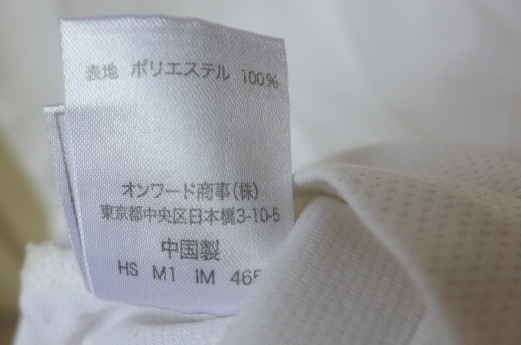 表地 ポリエステル 100%
オンワード商事(株)
東京都中央区日本橋3-10-5
中国製
HS M1 IM 465